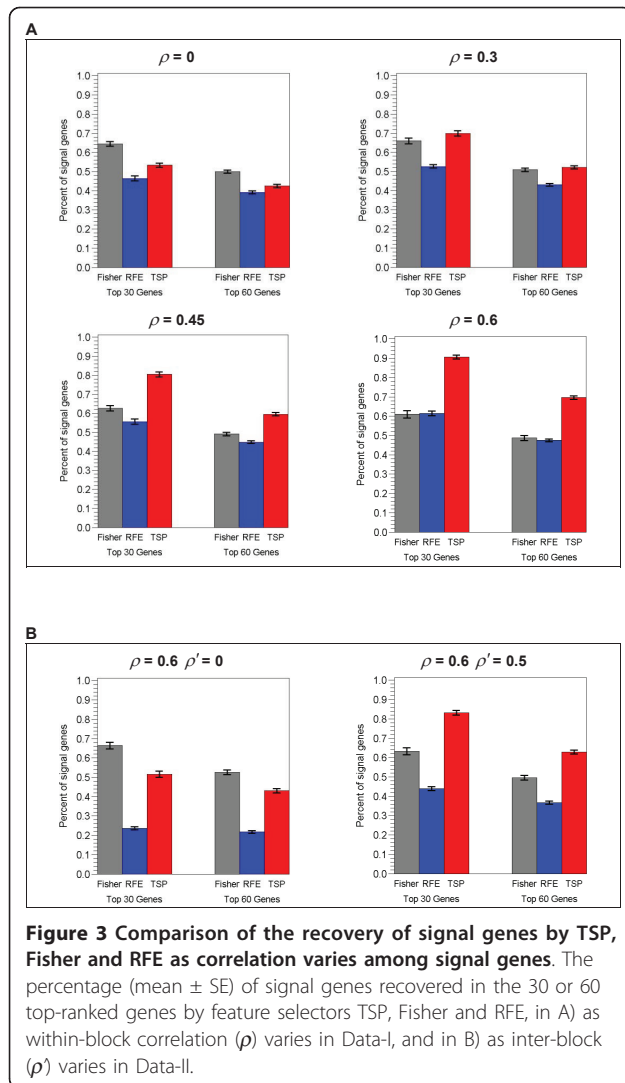 A
ρ = 0
ρ = 0.3
Percent of signal genes
1.0
0.9
0.8
0.7
0.6
0.5
0.4
0.3
0.2
0.1
0.0
Fisher RFE TSP
Top 30 Genes
Fisher RFE TSP
Top 60 Genes
Percent of signal genes
1.0
0.9
0.8
0.7
0.6
0.5
0.4
0.3
0.2
0.1
0.0
Fisher RFE TSP
Top 30 Genes
Fisher RFE TSP
Top 60 Genes
ρ = 0.45
ρ = 0.6
Percent of signal genes
1.0
0.9
0.8
0.7
0.6
0.5
0.4
0.3
0.2
0.1
0.0
Fisher RFE TSP
Top 30 Genes
Fisher RFE TSP
Top 60 Genes
Percent of signal genes
1.0
0.9
0.8
0.7
0.6
0.5
0.4
0.3
0.2
0.1
0.0
Fisher RFE TSP
Top 30 Genes
Fisher RFE TSP
Top 60 Genes
B
ρ = 0.6 ρ' = 0
ρ = 0.6 ρ' = 0.5
Percent of signal genes
1.0
0.9
0.8
0.7
0.6
0.5
0.4
0.3
0.2
0.1
0.0
Fisher RFE TSP
Top 30 Genes
Fisher RFE TSP
Top 60 Genes
Percent of signal genes
1.0
0.9
0.8
0.7
0.6
0.5
0.4
0.3
0.2
0.1
0.0
Fisher RFE TSP
Top 30 Genes
Fisher RFE TSP
Top 60 Genes
Figure 3 Comparison of the recovery of signal genes by TSP,
Fisher and RFE as correlation varies among signal genes. The
percentage (mean ± SE) of signal genes recovered in the 30 or 60
top-ranked genes by feature selectors TSP, Fisher and RFE, in A) as
within-block correlation (ρ) varies in Data-I, and in B) as inter-block
(ρ') varies in Data-II.